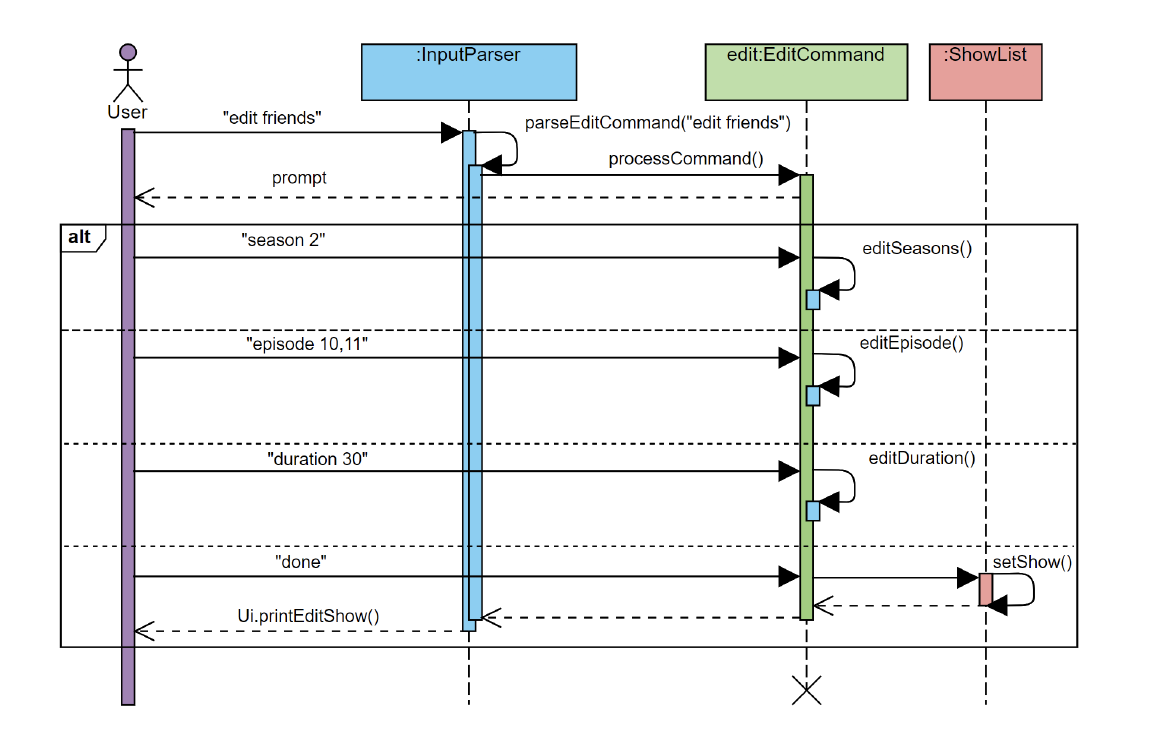 :InputParser
edit:EditCommand
:ShowList
User
"edit friends"
parseEditCommand("edit friends")
processCommand()
prompt
alt
"season 2"
editSeasons()
"episode 10,11"
editEpisode()
"duration 30"
editDuration()
"done"
setShow()
Ui.printEditShow()